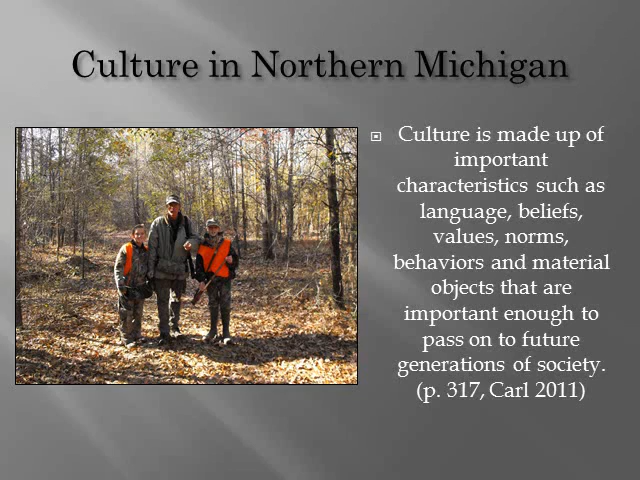 Culture in Northern Michigan
Culture is made up of
important
characteristics such as
language, beliefs,
values, norms,
behaviors and material
objects that are
important enough to
pass on to future
generations of society.
(p. 317, Carl 2011)